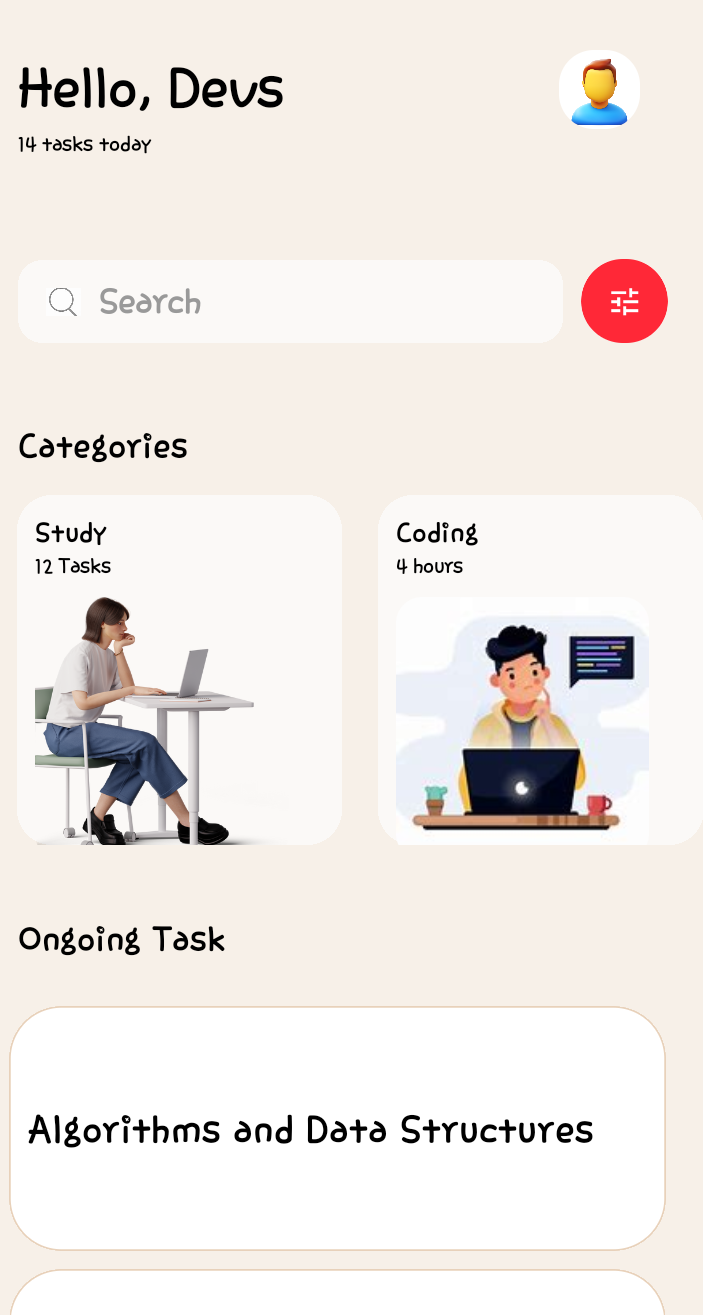 Hello, Devs
14 tasks today
Search
Categories
Study
12 Tasks
Coding
4 hours
Ongoing Task
Algorithms and Data Structures